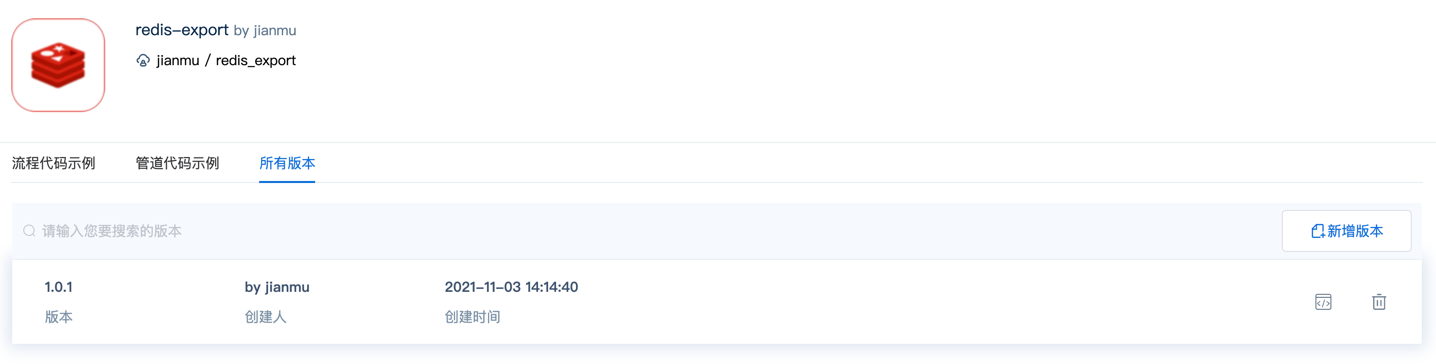 redis-export by jianmu
jianmu / redis_export
流程代码示例 管道代码示例 所有版本
请输入您要搜索的版本 新增版本
1.0.1 by jianmu 2021-11-03 14:14:40
版本 创建人 创建时间